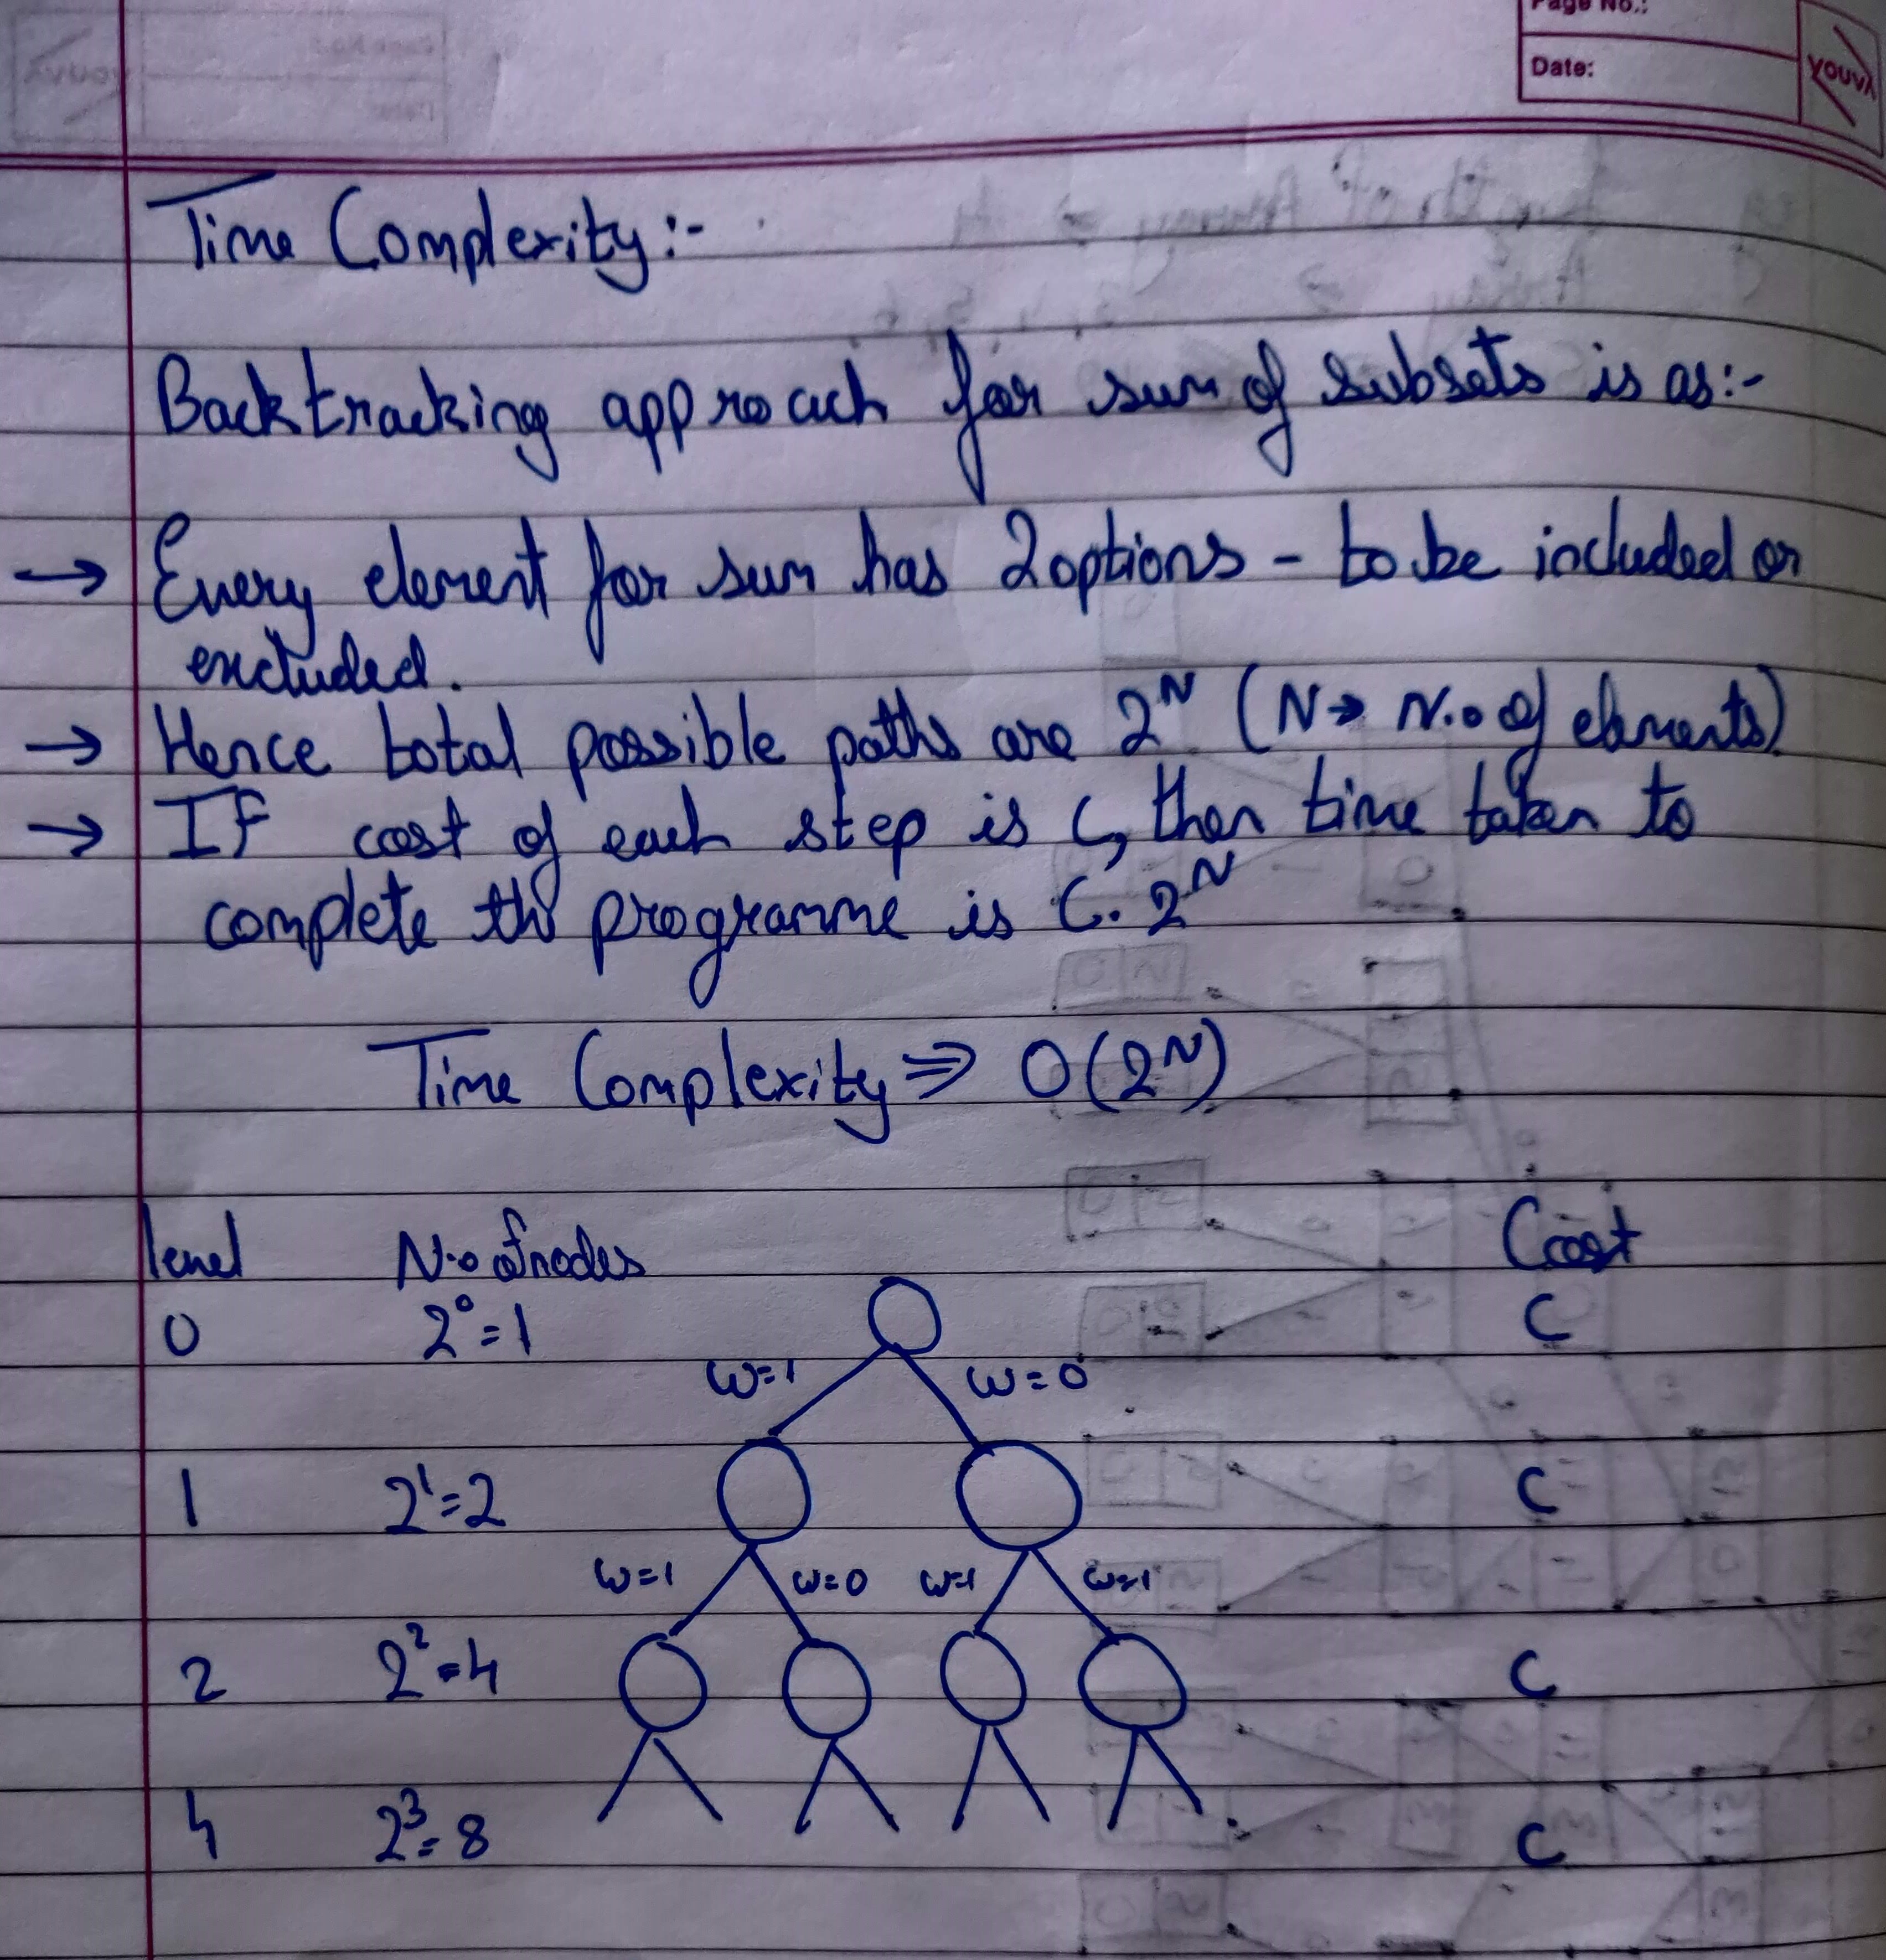 Page No.:
Date:
YOUVA
Time Complexity:-
Backtracking approach for sum of subsets is as:-
→ Every element for sum has 2 options - to be included or
excluded.
→ Hence total possible paths are 2^N (N → N.o of elements)
→ IF cost of each step is C, then time taken to
complete the programme is C. 2^N
Time Complexity ⇒ O(2^N)
level N.o of nodes Cost
0 2^0=1 C
w=1 w=0
1 2^1=2 C
w=1 w=0 w=1 w=1
2 2^2=4 C
4 2^3=8 C